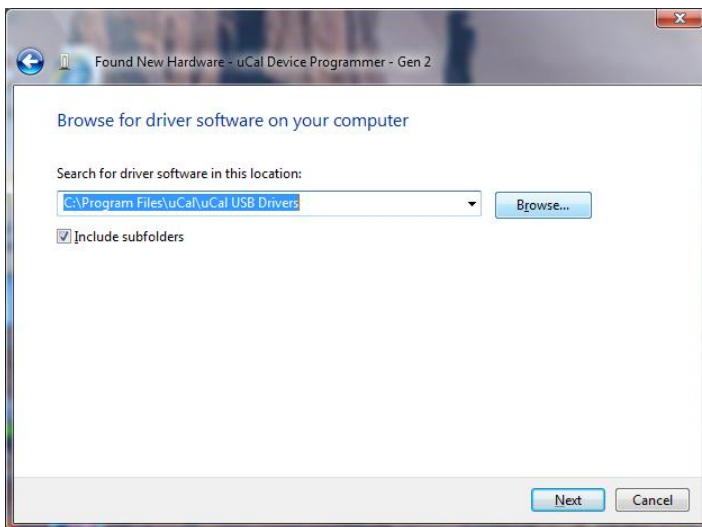 Found New Hardware - uCal Device Programmer - Gen 2
Browse for driver software on your computer
Search for driver software in this location:
C:\Program Files\uCal\uCal USB Drivers
Browse...
Include subfolders
Next
Cancel